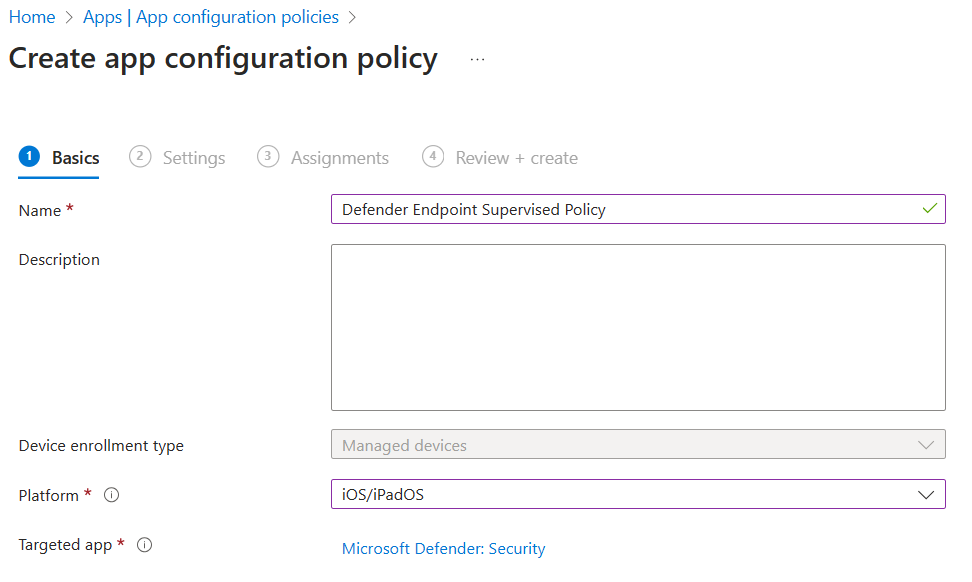 Home > Apps | App configuration policies >
Create app configuration policy ...
1 Basics 2 Settings 3 Assignments 4 Review + create
Name * Defender Endpoint Supervised Policy
Description
Device enrollment type Managed devices
Platform * iOS/iPadOS
Targeted app * Microsoft Defender: Security